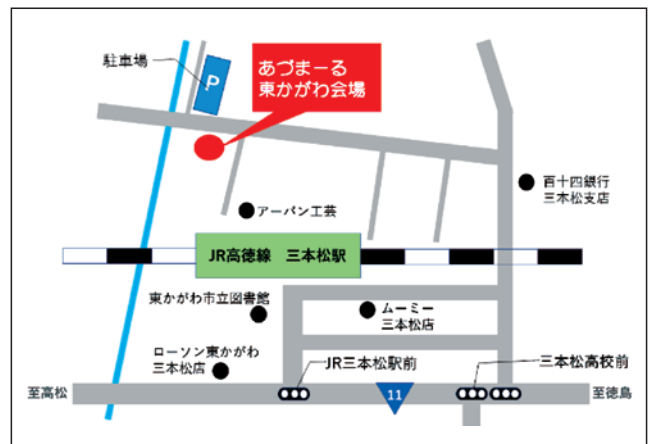 駐車場
P
あづまーる
東かがわ会場
百十四銀行
三本松支店
アーバン工芸
JR高徳線 三本松駅
東かがわ市立図書館
ムーミー
三本松店
ローソン東かがわ
三本松店
JR三本松駅前
三本松高校前
至高松
11
至徳島